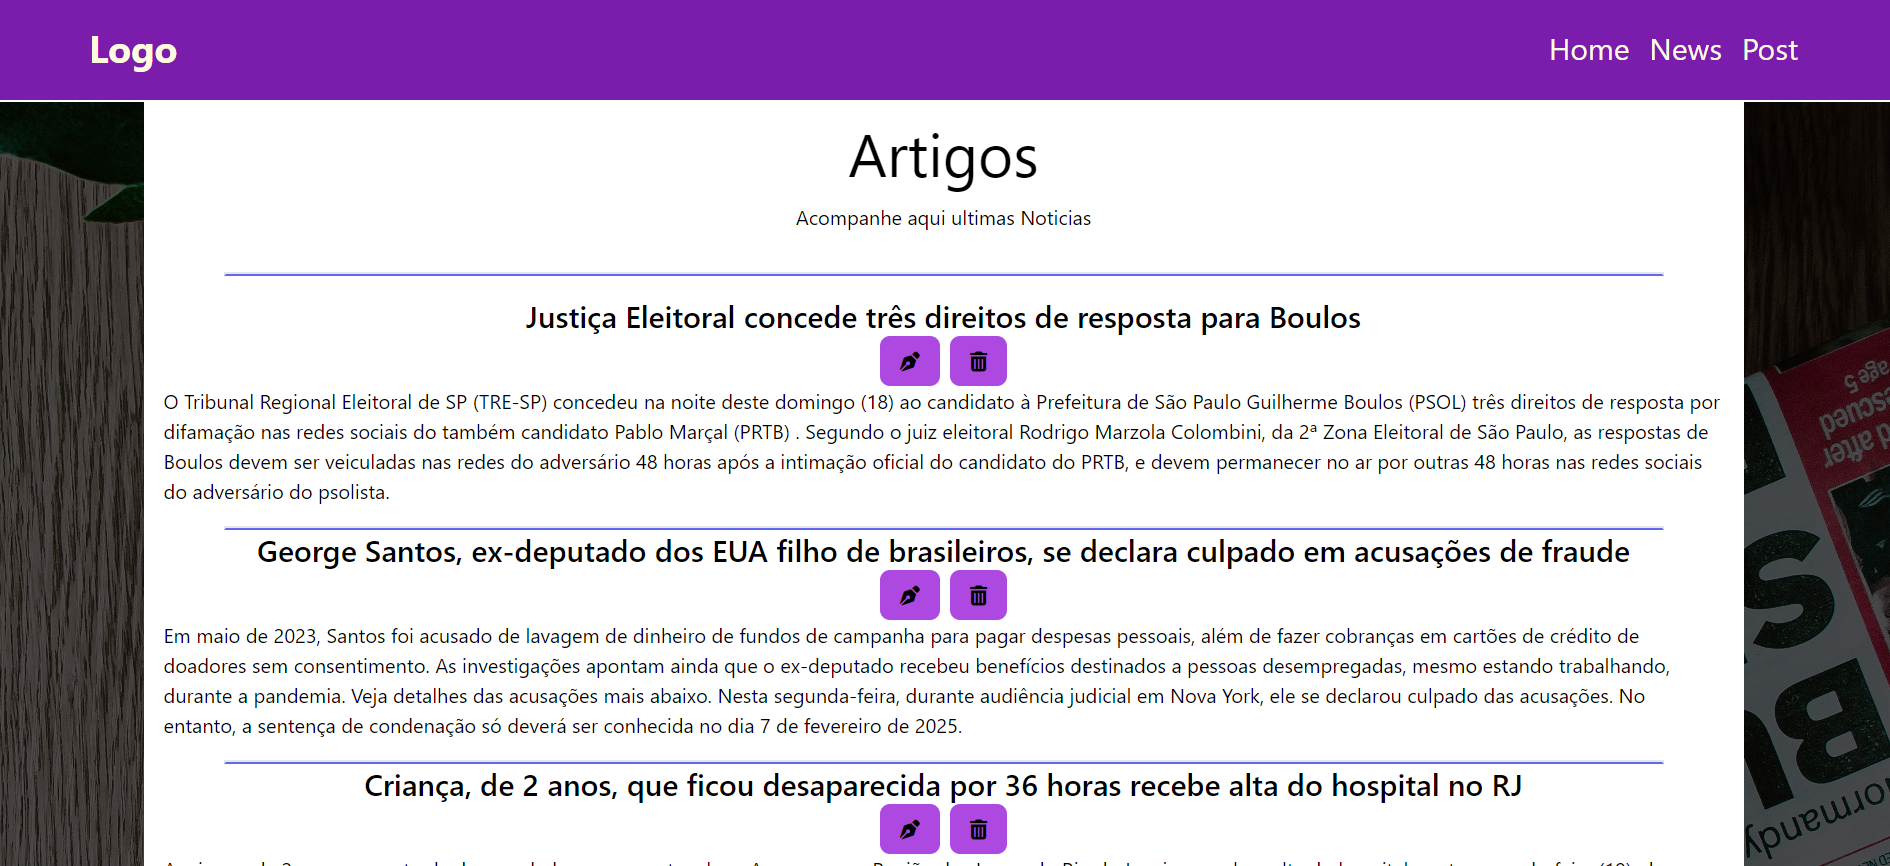 Logo
Home News Post
Artigos
Acompanhe aqui ultimas Noticias
Justiça Eleitoral concede três direitos de resposta para Boulos
O Tribunal Regional Eleitoral de SP (TRE-SP) concedeu na noite deste domingo (18) ao candidato à Prefeitura de São Paulo Guilherme Boulos (PSOL) três direitos de resposta por
difamação nas redes sociais do também candidato Pablo Marçal (PRTB) . Segundo o juiz eleitoral Rodrigo Marzola Colombini, da 2ª Zona Eleitoral de São Paulo, as respostas de
Boulos devem ser veiculadas nas redes do adversário 48 horas após a intimação oficial do candidato do PRTB, e devem permanecer no ar por outras 48 horas nas redes sociais
do adversário do psolista.
George Santos, ex-deputado dos EUA filho de brasileiros, se declara culpado em acusações de fraude
Em maio de 2023, Santos foi acusado de lavagem de dinheiro de fundos de campanha para pagar despesas pessoais, além de fazer cobranças em cartões de crédito de
doadores sem consentimento. As investigações apontam ainda que o ex-deputado recebeu benefícios destinados a pessoas desempregadas, mesmo estando trabalhando,
durante a pandemia. Veja detalhes das acusações mais abaixo. Nesta segunda-feira, durante audiência judicial em Nova York, ele se declarou culpado das acusações. No
entanto, a sentença de condenação só deverá ser conhecida no dia 7 de fevereiro de 2025.
Criança, de 2 anos, que ficou desaparecida por 36 horas recebe alta do hospital no RJ